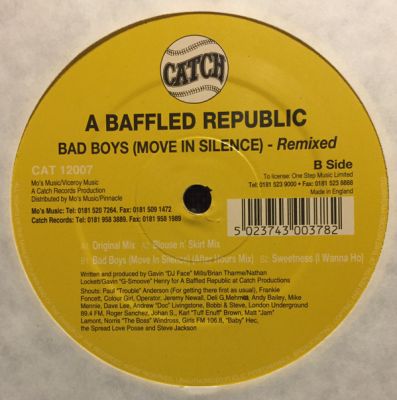 CATCH
A BAFFLED REPUBLIC
BAD BOYS (MOVE IN SILENCE) - Remixed
CAT 12007
B Side
Mo's Music/Viceroy Music
A Catch Records Production
Distributed by Mo's Music/Pinnacle
To license: One Step Music Limited
Tel: 0181 523 9000 • Fax: 0181 523 8888
Made in England
Mo's Music: Tel: 0181 520 7264. Fax: 0181 509 1472
Catch Records: Tel: 0181 958 3889. Fax: 0181 958 1989
5 023743 003782
A1 Original Mix A2 Blouse n' Skirt Mix
B1 Bad Boys (Move In Silence) (After Hours Mix) B2 Sweetness (I Wanna Ho)
Written and produced by Gavin "DJ Face" Mills/Brian Tharme/Nathan
Lockett/Gavin "G-Smoove" Henry for A Baffled Republic at Catch Productions
Shouts: Paul "Trouble" Anderson (For getting there first as usual), Frankie
Foncett, Colour Girl, Operator, Jeremy Newall, Deli G, Mehmet, Andy Bailey, Mike
Mennie, Dave Lee, Andrew "Doc" Livingstone, Bobbi & Steve, London Underground
89.4 FM, Roger Sanchez, Johan S., Karl "Tuff Enuff" Brown, "Matt "Jam"
Lamont, Norris "The Boss" Windross, Girls FM 106.8, "Baby" Hec,
the Spread Love Posse and Steve Jackson